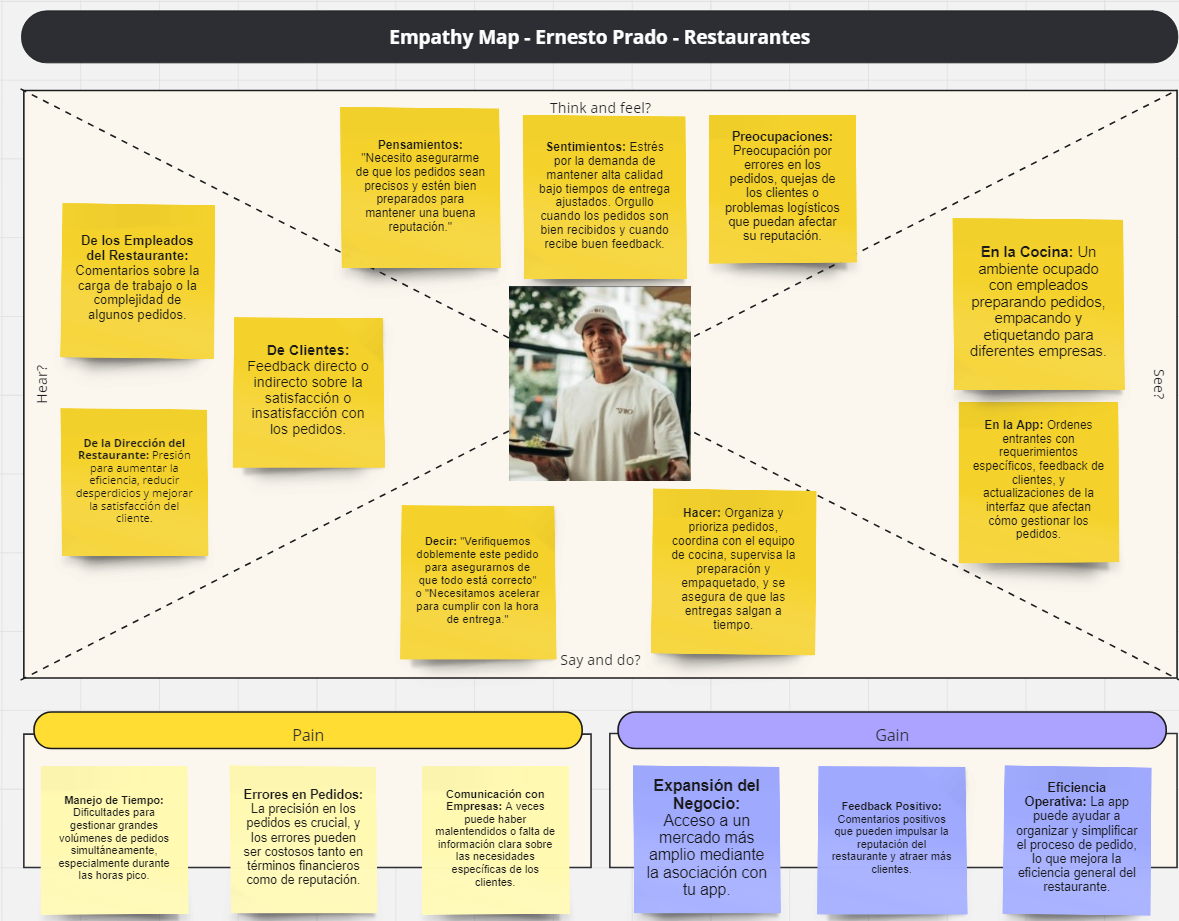 Empathy Map - Ernesto Prado - Restaurantes
Think and feel?
Pensamientos:
"Necesito asegurarme
de que los pedidos sean
precisos y estén bien
preparados para
mantener una buena
reputación."
Sentimientos: Estrés
por la demanda de
mantener alta calidad
bajo tiempos de entrega
ajustados. Orgullo
cuando los pedidos son
bien recibidos y cuando
recibe buen feedback.
Preocupaciones:
Preocupación por
errores en los
pedidos, quejas de
los clientes o
problemas logísticos
que puedan afectar
su reputación.
Hear?
De los Empleados
del Restaurante:
Comentarios sobre la
carga de trabajo o la
complejidad de
algunos pedidos.
De Clientes:
Feedback directo o
indirecto sobre la
satisfacción o
insatisfacción con
los pedidos.
De la Dirección del
Restaurante: Presión
para aumentar la
eficiencia, reducir
desperdicios y mejorar
la satisfacción del
cliente.
See?
En la Cocina: Un
ambiente ocupado
con empleados
preparando pedidos,
empacando y
etiquetando para
diferentes empresas.
En la App: Ordenes
entrantes con
requerimientos
específicos, feedback de
clientes, y
actualizaciones de la
interfaz que afectan
cómo gestionar los
pedidos.
Decir: "Verifiquemos
doblemente este pedido
para asegurarnos de
que todo está correcto"
o "Necesitamos acelerar
para cumplir con la hora
de entrega."
Hacer: Organiza y
prioriza pedidos,
coordina con el equipo
de cocina, supervisa la
preparación y
empaquetado, y se
asegura de que las
entregas salgan a
tiempo.
Say and do?
Pain
Manejo de Tiempo:
Dificultades para
gestionar grandes
volúmenes de pedidos
simultáneamente,
especialmente durante
las horas pico.
Errores en Pedidos:
La precisión en los
pedidos es crucial, y
los errores pueden
ser costosos tanto en
términos financieros
como de reputación.
Comunicación con
Empresas: A veces
puede haber
malentendidos o falta de
información clara sobre
las necesidades
específicas de los
clientes.
Gain
Expansión del
Negocio:
Acceso a un
mercado más
amplio mediante
la asociación con
tu app.
Feedback Positivo:
Comentarios positivos
que pueden impulsar la
reputación del
restaurante y atraer más
clientes.
Eficiencia
Operativa: La app
puede ayudar a
organizar y simplificar
el proceso de pedido,
lo que mejora la
eficiencia general del
restaurante.